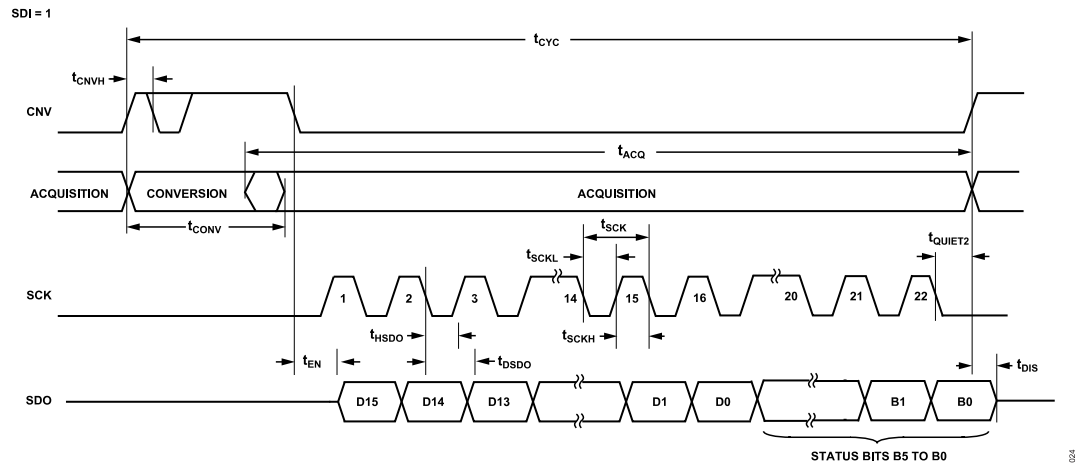 SDI = 1
tCYC
tCNVH
CNV
tACQ
ACQUISITION
CONVERSION
ACQUISITION
tCONV
tSCK
tQUIET2
tSCKL
SCK
1
2
3
14
15
16
20
21
22
tHSDO
tSCKH
tEN
tDSDO
tDIS
SDO
D15
D14
D13
D1
D0
B1
B0
STATUS BITS B5 TO B0
024